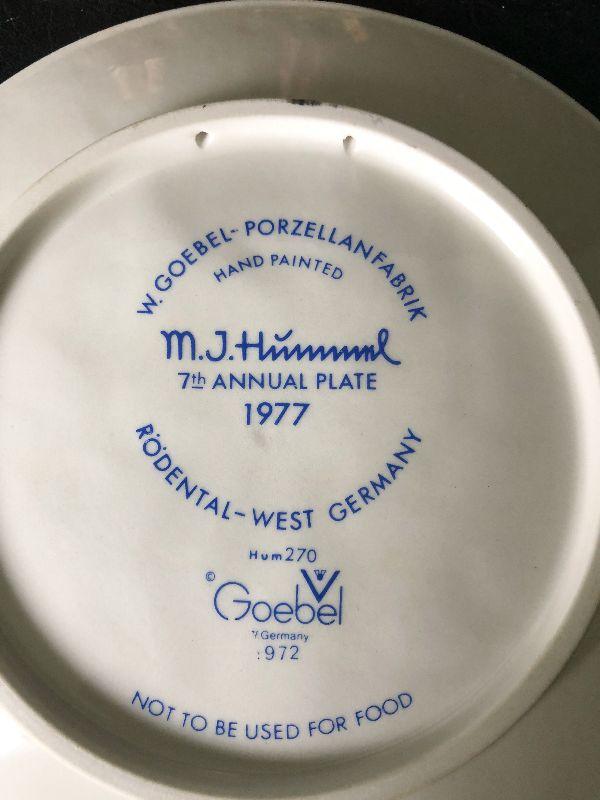 W. GOEBEL-PORZELLANFABRIK
HAND PAINTED
M.J.Hummel
7th ANNUAL PLATE
1977
RÖDENTAL-WEST GERMANY
Hum270
© Goebel
Germany
972
NOT TO BE USED FOR FOOD